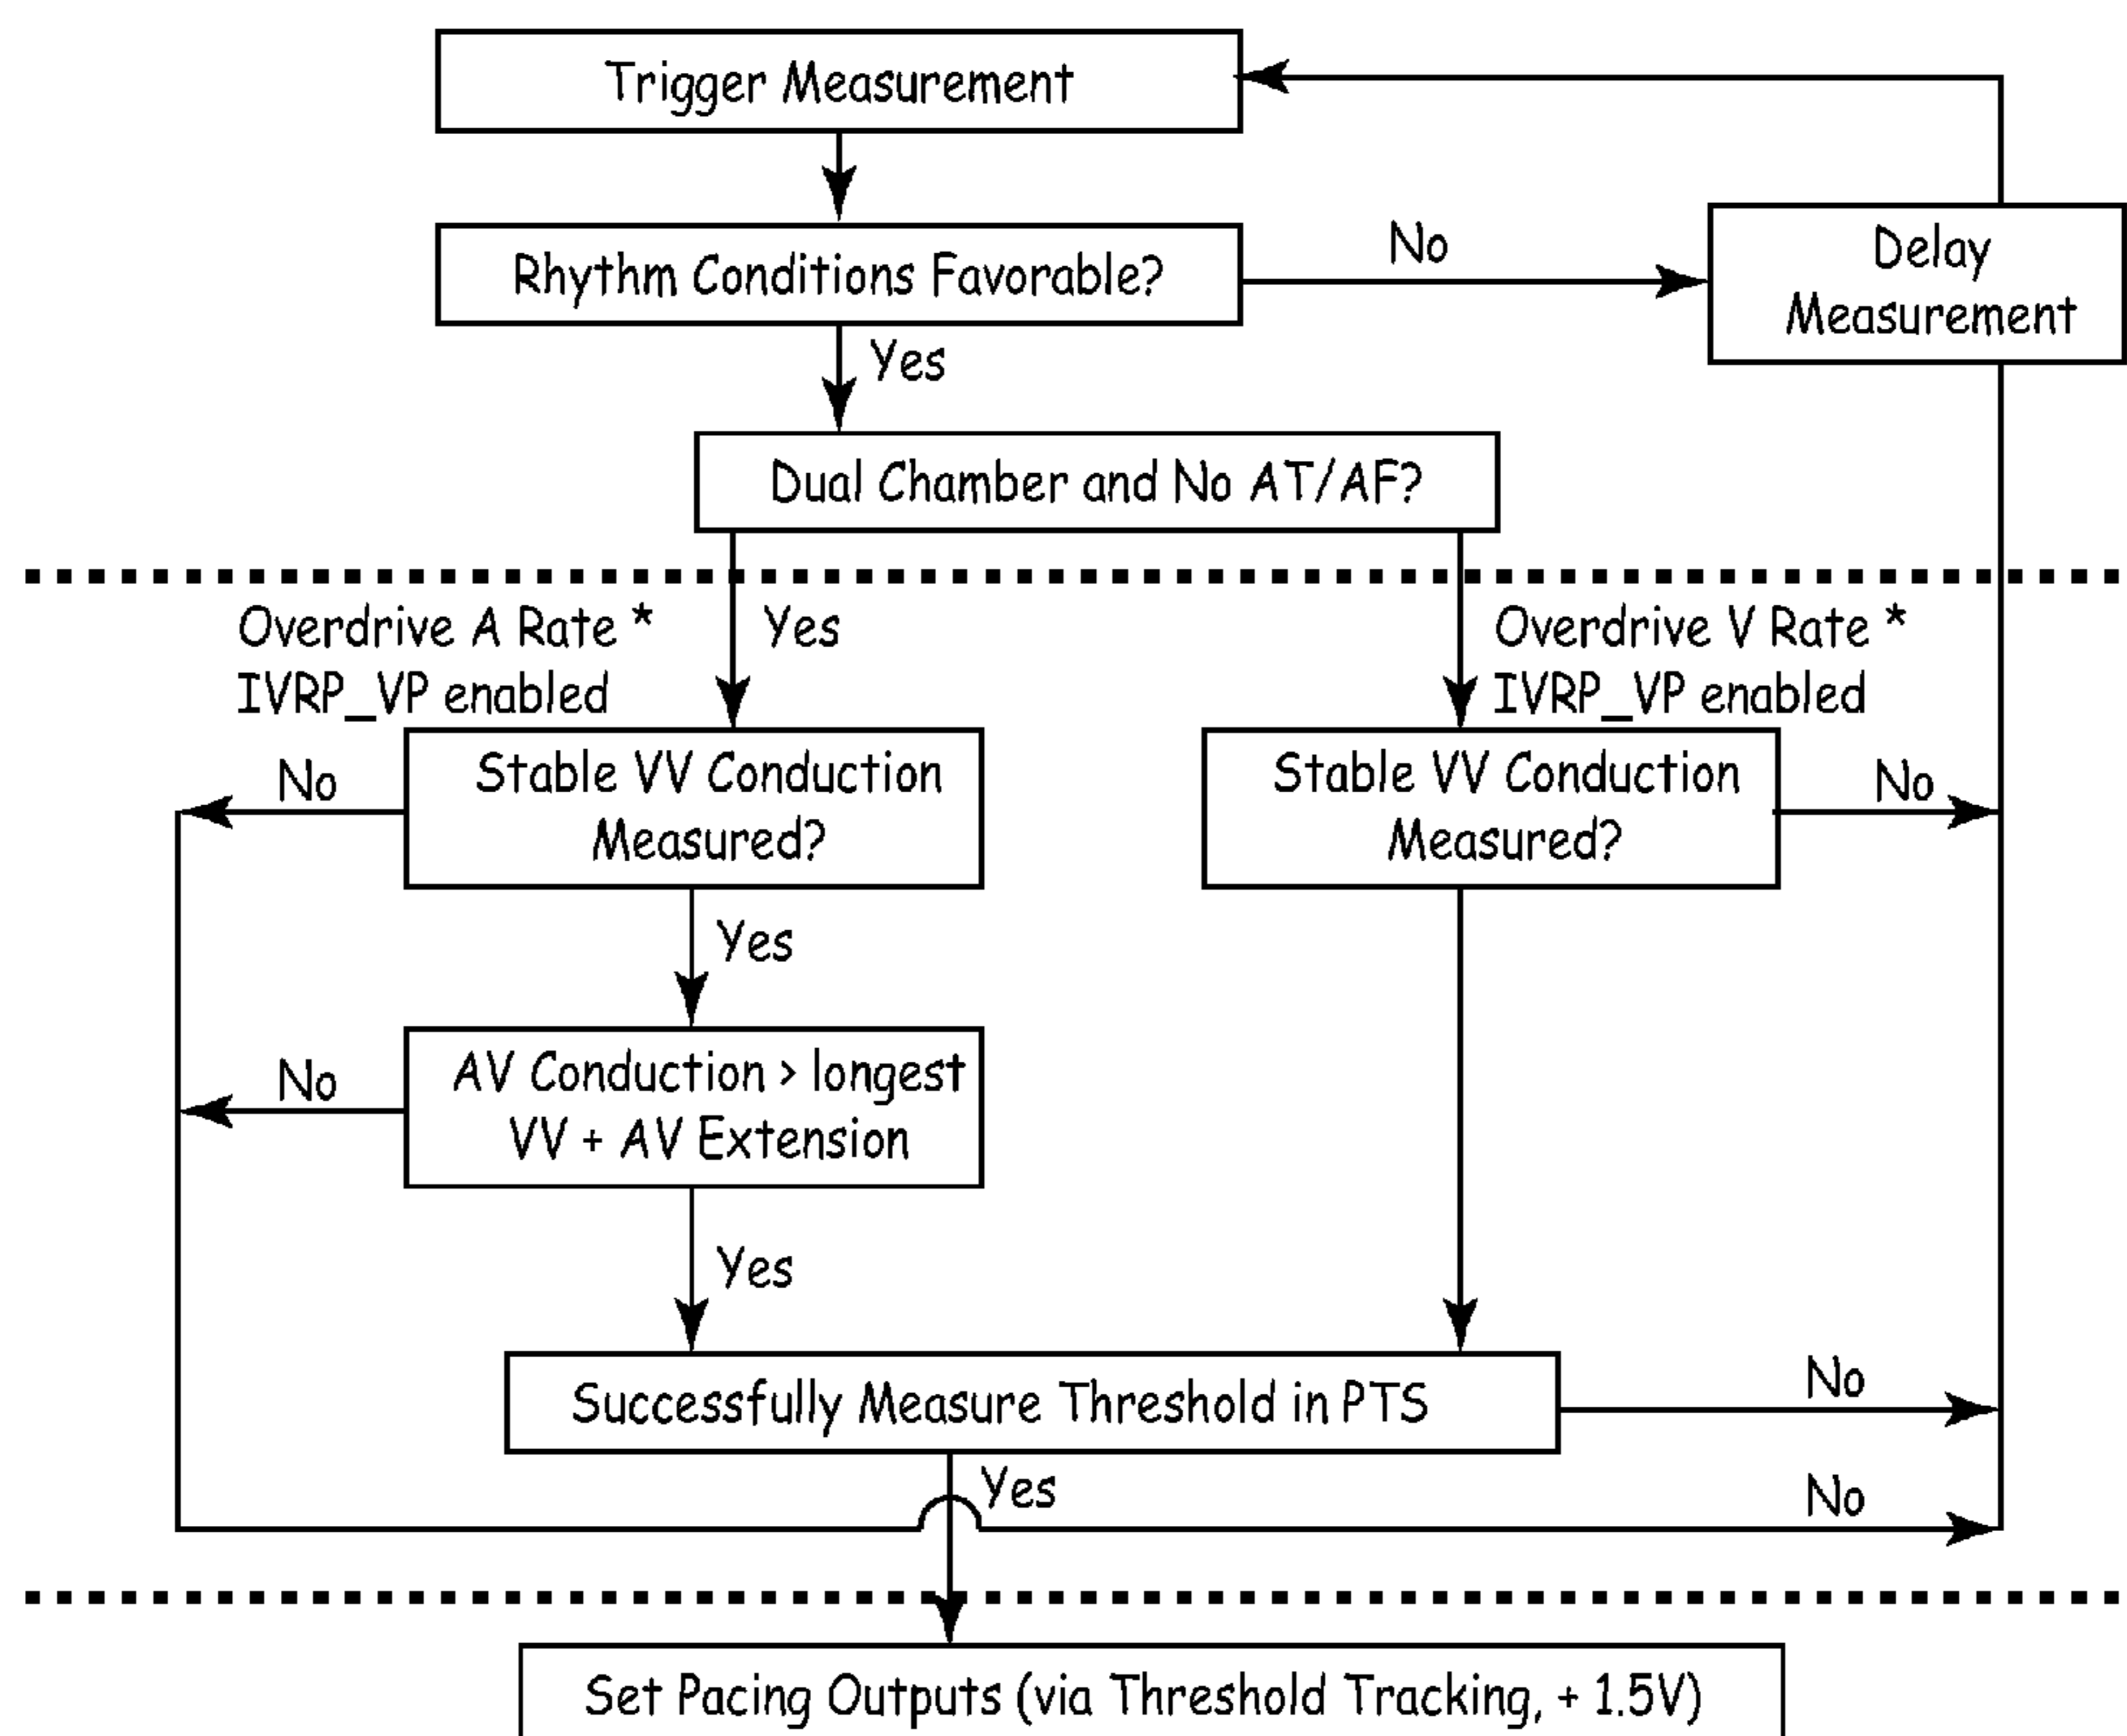 Trigger Measurement
Rhythm Conditions Favorable?
No
Delay
Measurement
Yes
Dual Chamber and No AT/AF?
Overdrive A Rate *
IVRP_VP enabled
Yes
Overdrive V Rate *
IVRP_VP enabled
No
Stable VV Conduction
Measured?
Stable VV Conduction
Measured?
No
Yes
No
AV Conduction > longest
VV + AV Extension
Yes
Successfully Measure Threshold in PTS
No
Yes
No
Set Pacing Outputs (via Threshold Tracking, + 1.5V)